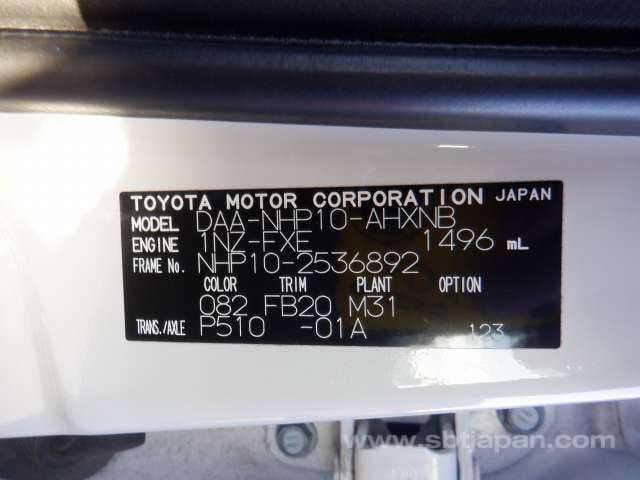 TOYOTA MOTOR CORPORATION JAPAN
MODEL DAA-NHP10-AHXNB
ENGINE 1NZ-FXE 1496 mL
FRAME No. NHP10-2536892
COLOR TRIM PLANT OPTION
082 FB20 M31
TRANS./AXLE P510 -01A 123
www.sbtjapan.com